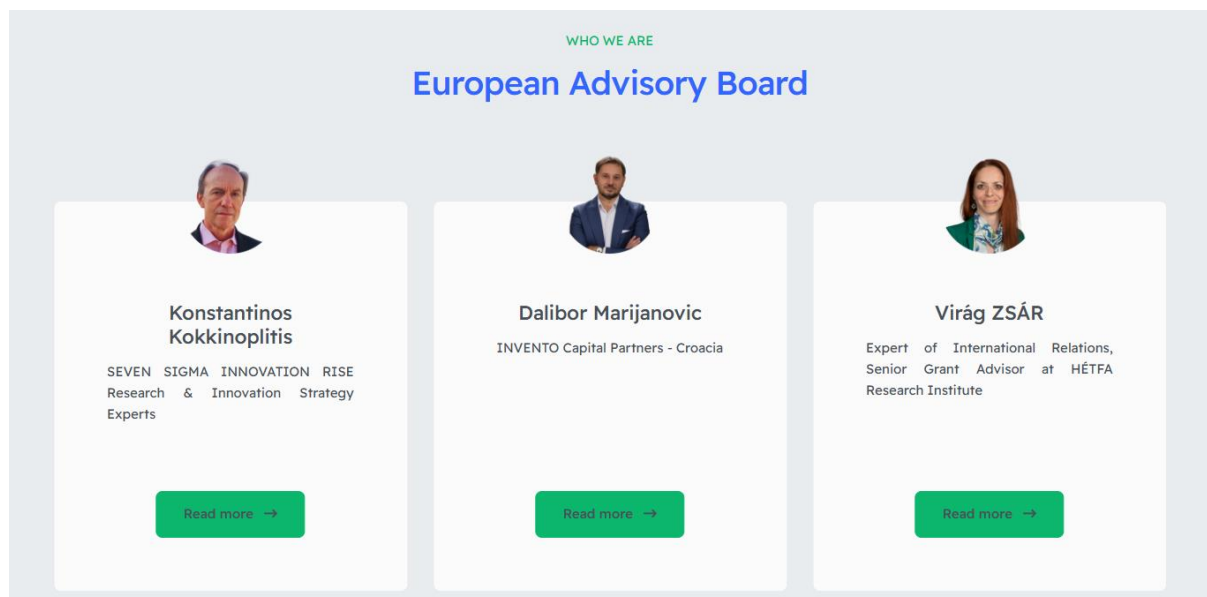 WHO WE ARE
European Advisory Board
Konstantinos
Kokkinoplitis
SEVEN SIGMA INNOVATION RISE
Research & Innovation Strategy
Experts
Read more →
Dalibor Marijanovic
INVENTO Capital Partners - Croacia
Read more →
Virág ZSÁR
Expert of International Relations,
Senior Grant Advisor at HÉTFA
Research Institute
Read more →